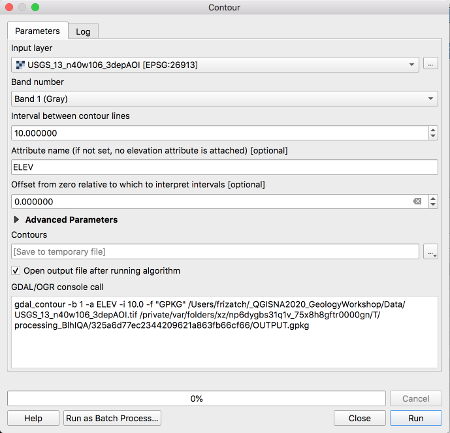 Contour
Parameters Log
Input layer
USGS_13_n40w106_3depAOI [EPSG:26913]
...
Band number
Band 1 (Gray)
Interval between contour lines
10.000000
Attribute name (if not set, no elevation attribute is attached) [optional]
ELEV
Offset from zero relative to which to interpret intervals [optional]
0.000000
Advanced Parameters
Contours
[Save to temporary file]
...
Open output file after running algorithm
GDAL/OGR console call
gdal_contour -b 1 -a ELEV -i 10.0 -f "GPKG" /Users/frizatch/_QGISNA2020_GeologyWorkshop/Data/
USGS_13_n40w106_3depAOI.tif /private/var/folders/xz/np6dygbs31q1v_75x8h8gftr0000gn/T/
processing_BlhIQA/325a6d77ec2344209621a863fb66cf66/OUTPUT.gpkg
0%
Cancel
Help Run as Batch Process... Close Run